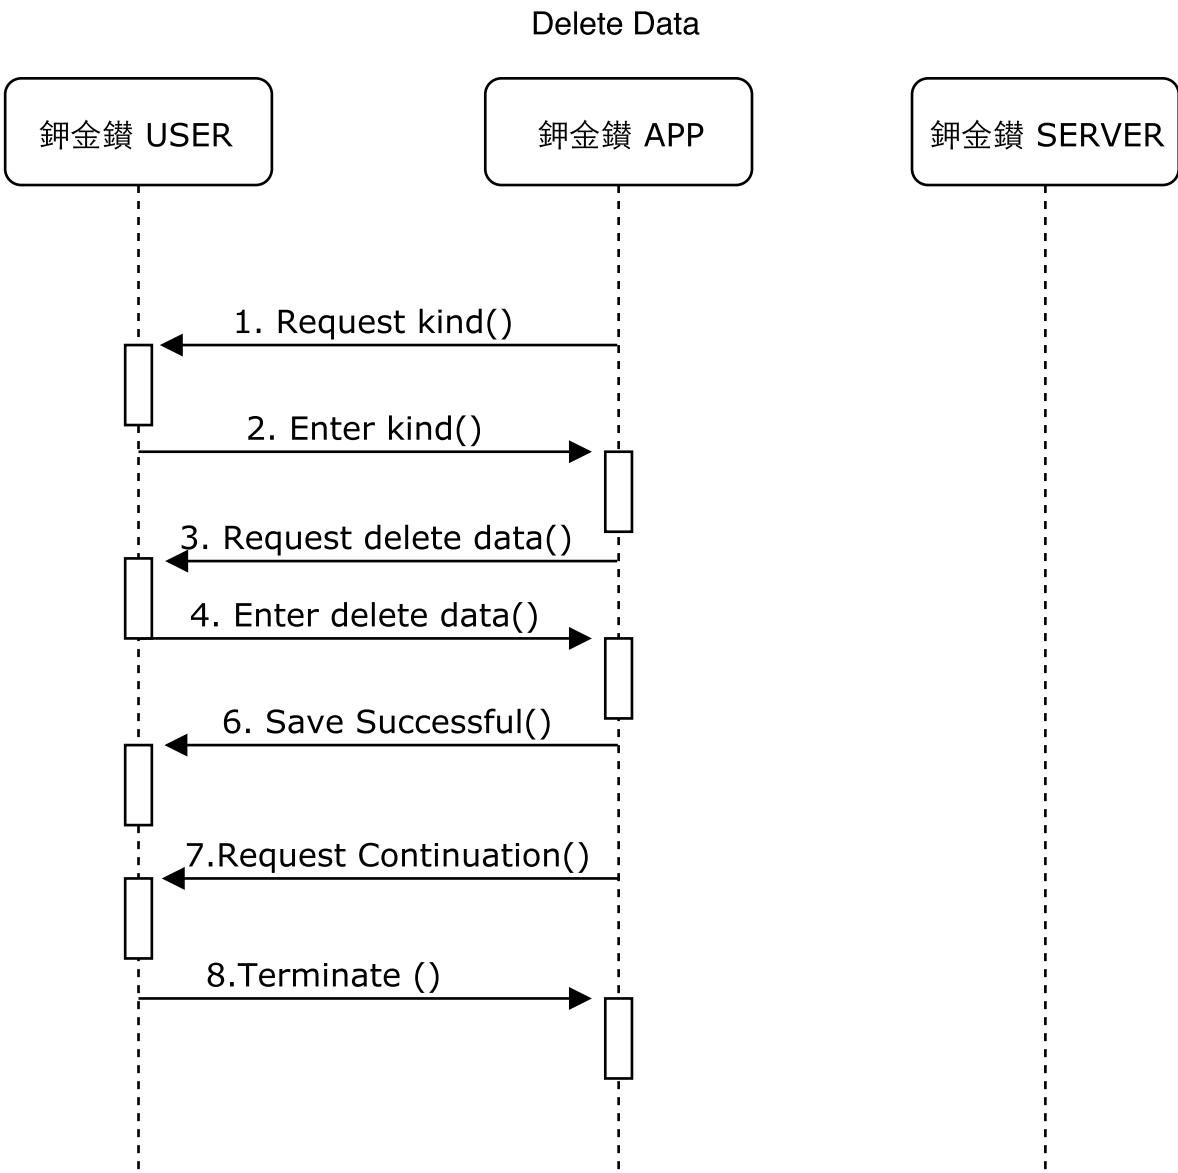 Delete Data
鉀金鑚 USER
鉀金鑚 APP
鉀金鑚 SERVER
1. Request kind()
2. Enter kind()
3. Request delete data()
4. Enter delete data()
6. Save Successful()
7.Request Continuation()
8.Terminate ()